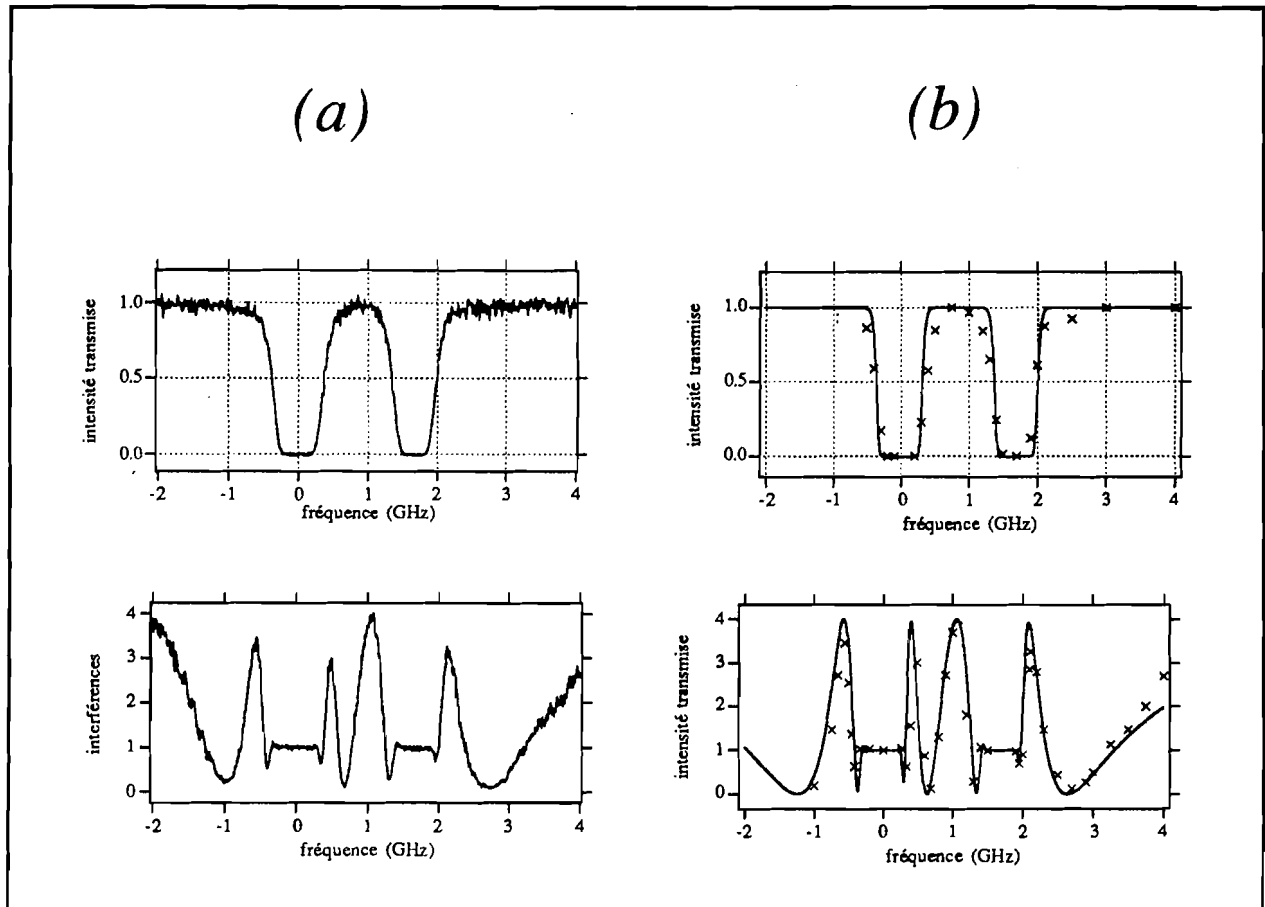 (a)
(b)
intensité transmise
1.0
0.5
0.0
-2 -1 0 1 2 3 4
fréquence (GHz)
intensité transmise
1.0
0.5
0.0
-2 -1 0 1 2 3 4
fréquence (GHz)
interférences
4
3
2
1
0
-2 -1 0 1 2 3 4
fréquence (GHz)
intensité transmise
4
3
2
1
0
-2 -1 0 1 2 3 4
fréquence (GHz)